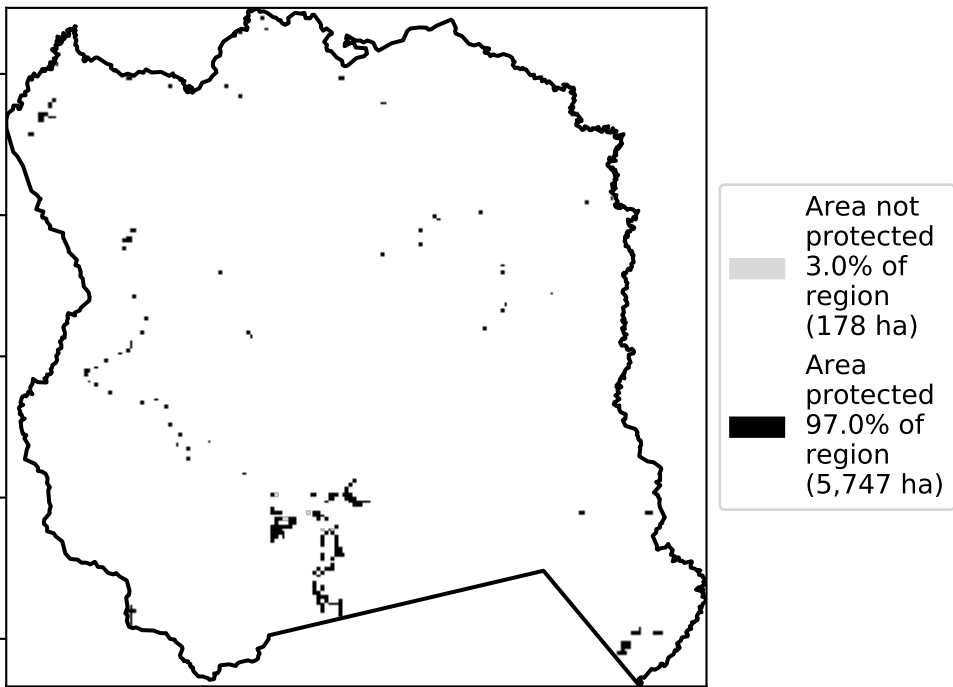 Area not
protected
3.0% of
region
(178 ha)
Area
protected
97.0% of
region
(5,747 ha)